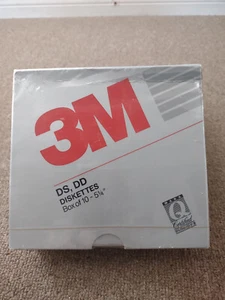 3M
DS, DD
DISKETTES
Box of 10 - 5¼"